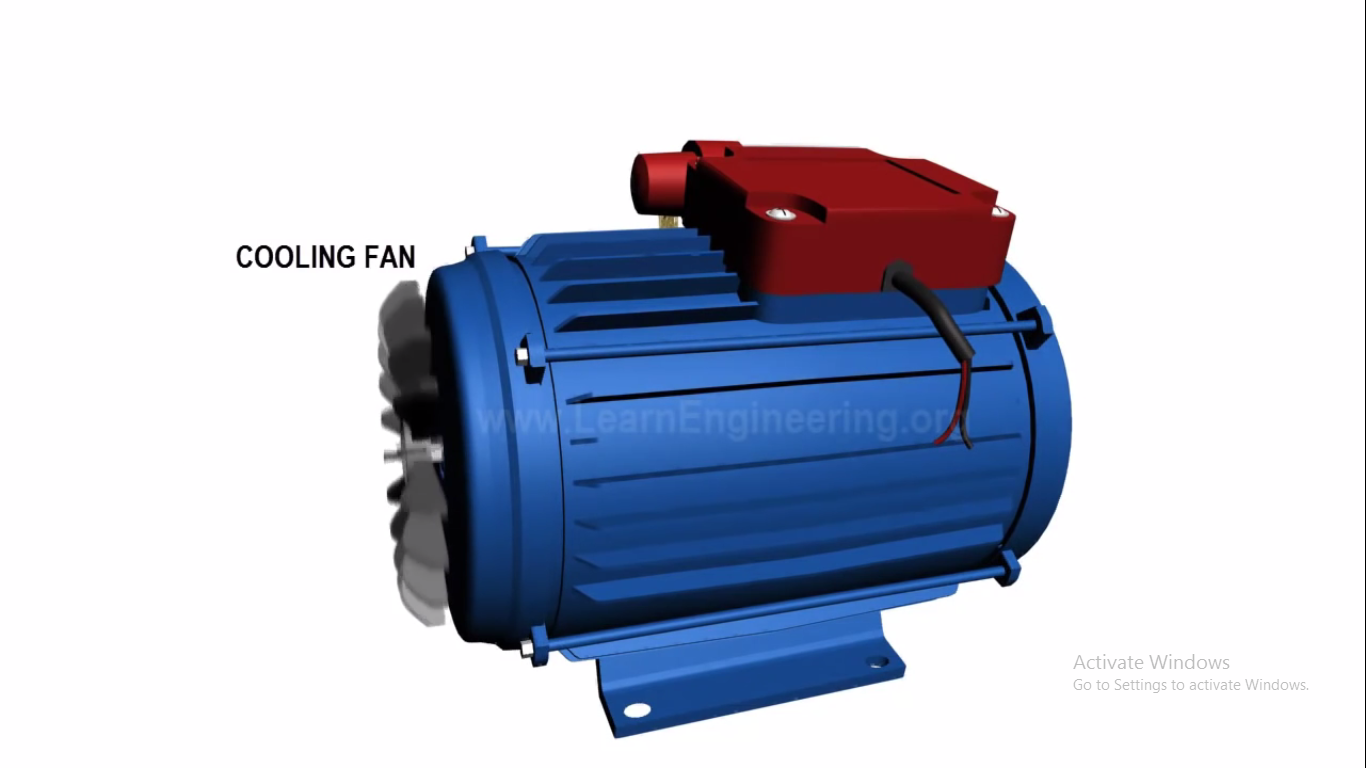 COOLING FAN
www.LearnEngineering.org
Activate Windows
Go to Settings to activate Windows.